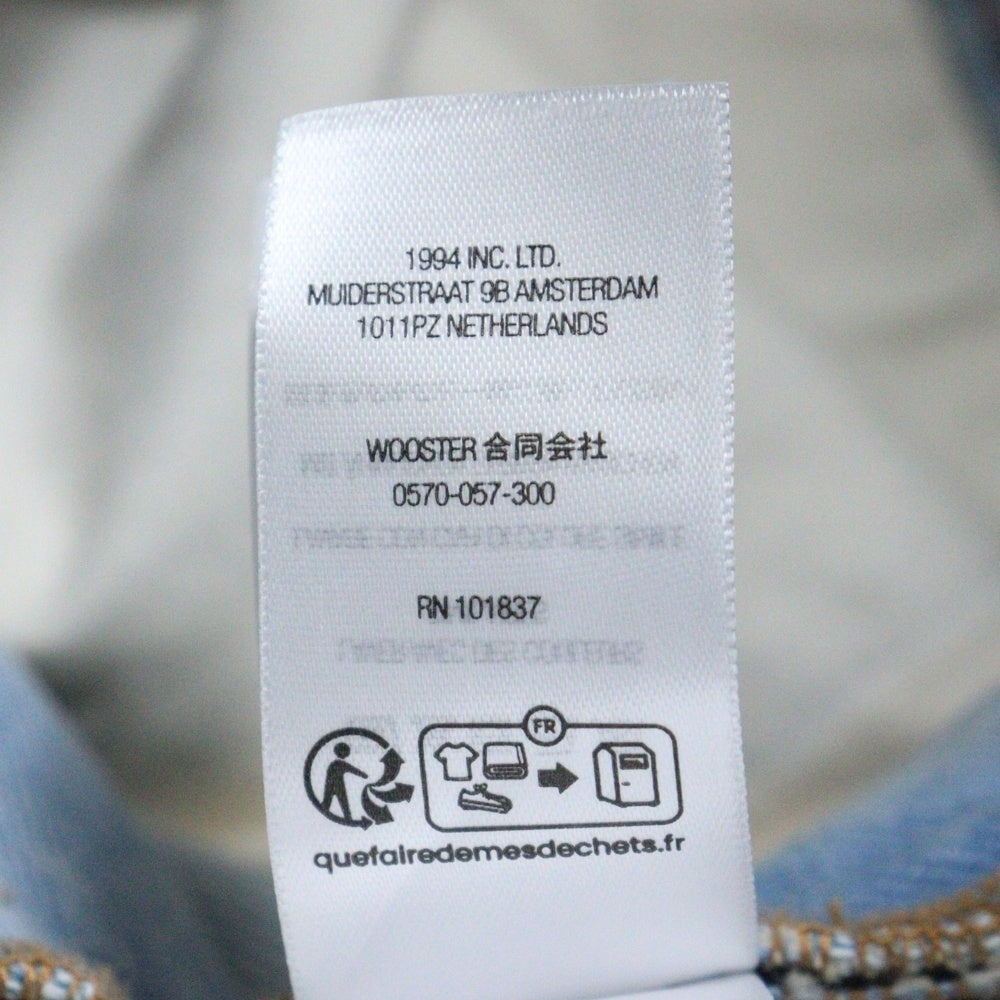 1994 INC. LTD.
MUIDERSTRAAT 9B AMSTERDAM
1011PZ NETHERLANDS
WOOSTER 合同会社
0570-057-300
RN 101837
FR
quefairedemesdechets.fr